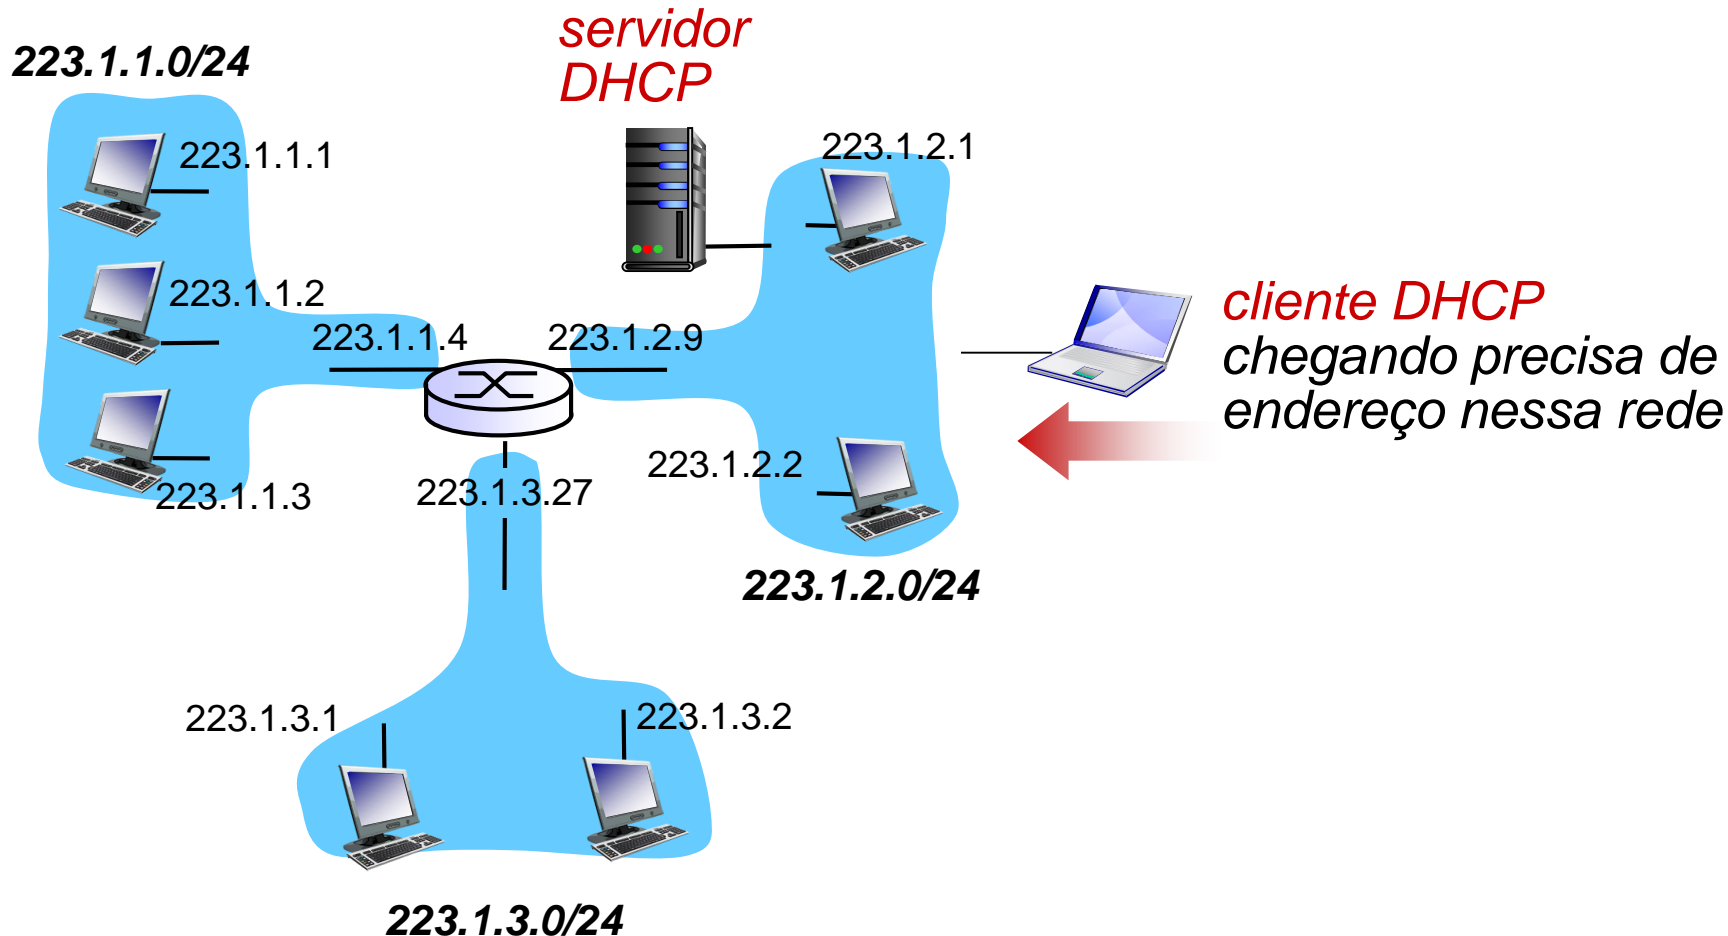 servidor
DHCP
223.1.1.0/24
223.1.1.1
223.1.2.1
223.1.1.2
cliente DHCP
chegando precisa de
endereço nessa rede
223.1.1.4
223.1.2.9
223.1.2.2
223.1.1.3
223.1.3.27
223.1.2.0/24
223.1.3.1
223.1.3.2
223.1.3.0/24